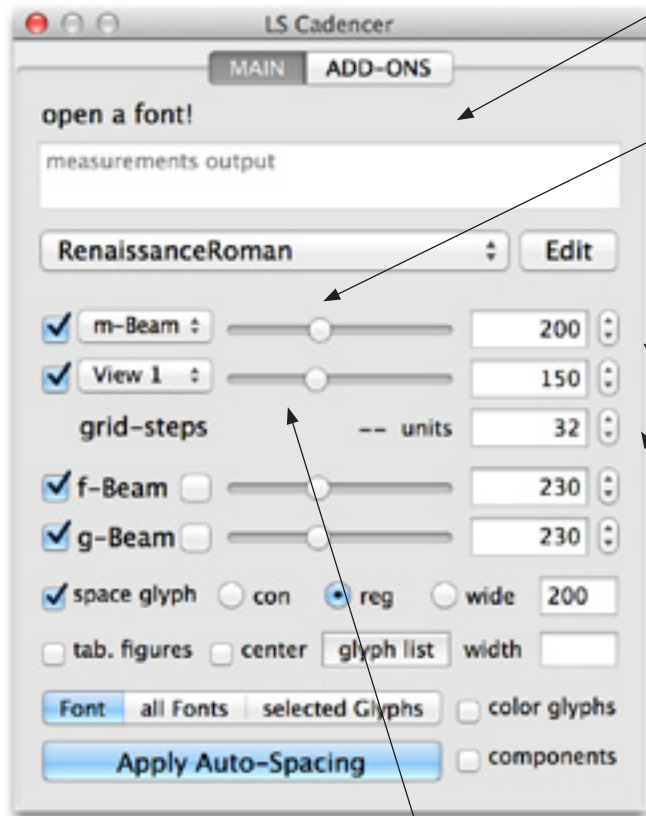 LS Cadencer
MAIN ADD-ONS
open a font!
measurements output
RenaissanceRoman Edit
m-Beam 200
View 1 150
grid-steps -- units 32
f-Beam 230
g-Beam 230
space glyph con reg wide 200
tab. figures center glyph list width
Font all Fonts selected Glyphs color glyphs
Apply Auto-Spacing components